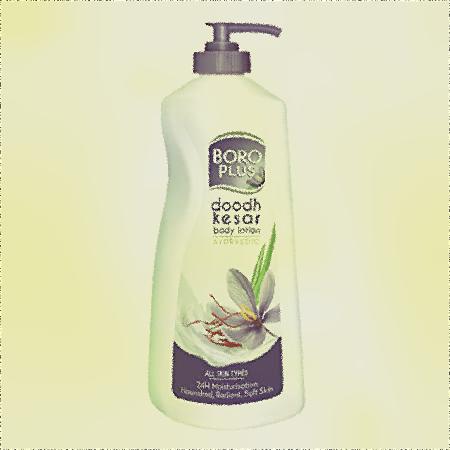 BORO
PLUS
doodh
kesar
body lotion
AYURVEDIC
ALL SKIN TYPES
24H Moisturisation
Nourished, Radiant, Soft Skin